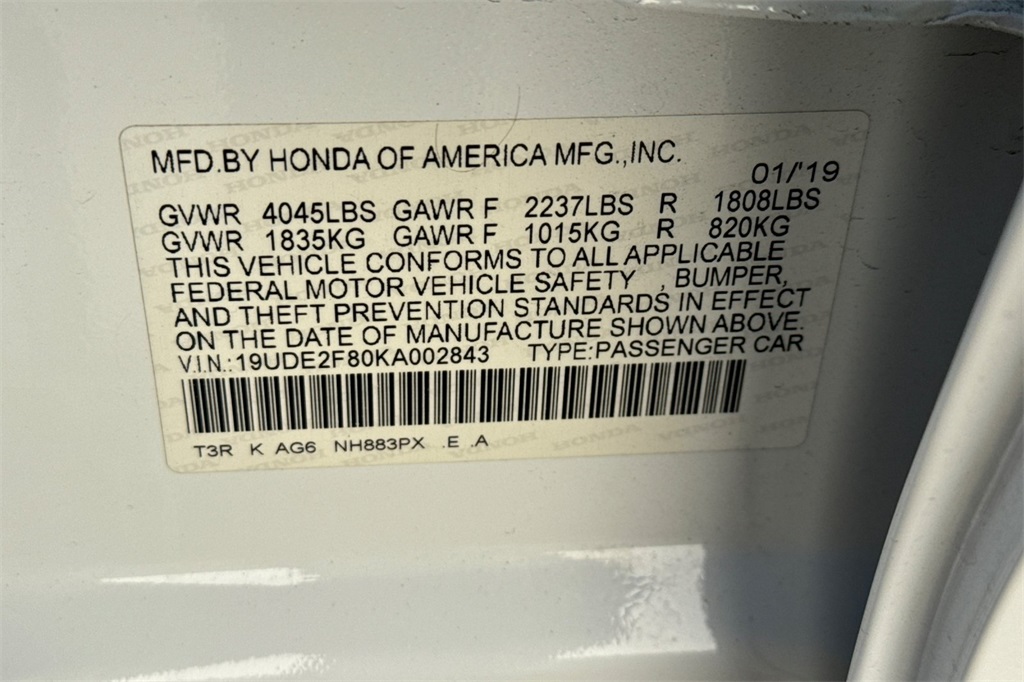 MFD.BY HONDA OF AMERICA MFG.,INC.
01/'19
GVWR 4045LBS GAWR F 2237LBS R 1808LBS
GVWR 1835KG GAWR F 1015KG R 820KG
THIS VEHICLE CONFORMS TO ALL APPLICABLE
FEDERAL MOTOR VEHICLE SAFETY , BUMPER,
AND THEFT PREVENTION STANDARDS IN EFFECT
ON THE DATE OF MANUFACTURE SHOWN ABOVE.
V.I.N.:19UDE2F80KA002843 TYPE:PASSENGER CAR
T3R K AG6 NH883PX .E .A